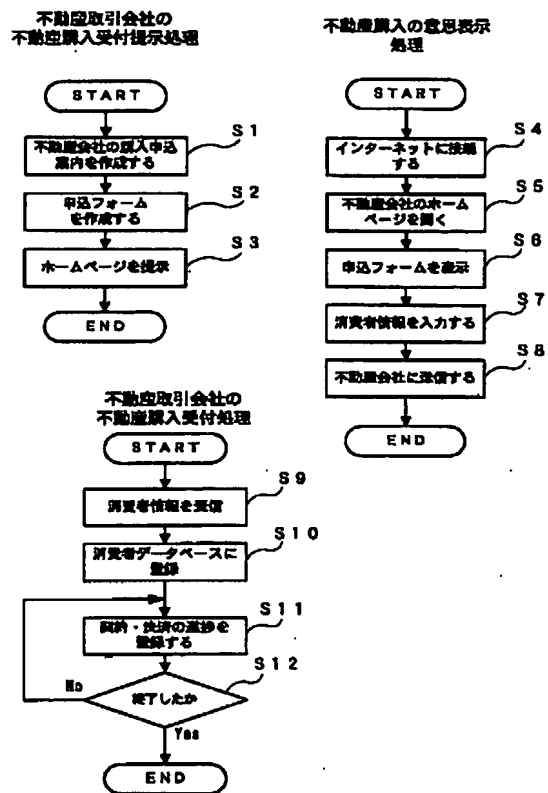 不動産取引会社の
不動産購入受付提示処理
START
不動産会社の購入申込
案内を作成する
S1
申込フォーム
を作成する
S2
ホームページを提示
S3
END
不動産購入の意思表示
処理
START
インターネットに接続
する
S4
不動産会社のホーム
ページを開く
S5
申込フォームを表示
S6
消費者情報を入力する
S7
不動産会社に送信する
S8
END
不動産取引会社の
不動産購入受付処理
START
消費者情報を受信
S9
消費者データベースに
登録
S10
契約・決済の進捗を
登録する
S11
終了したか
S12
No
Yes
END